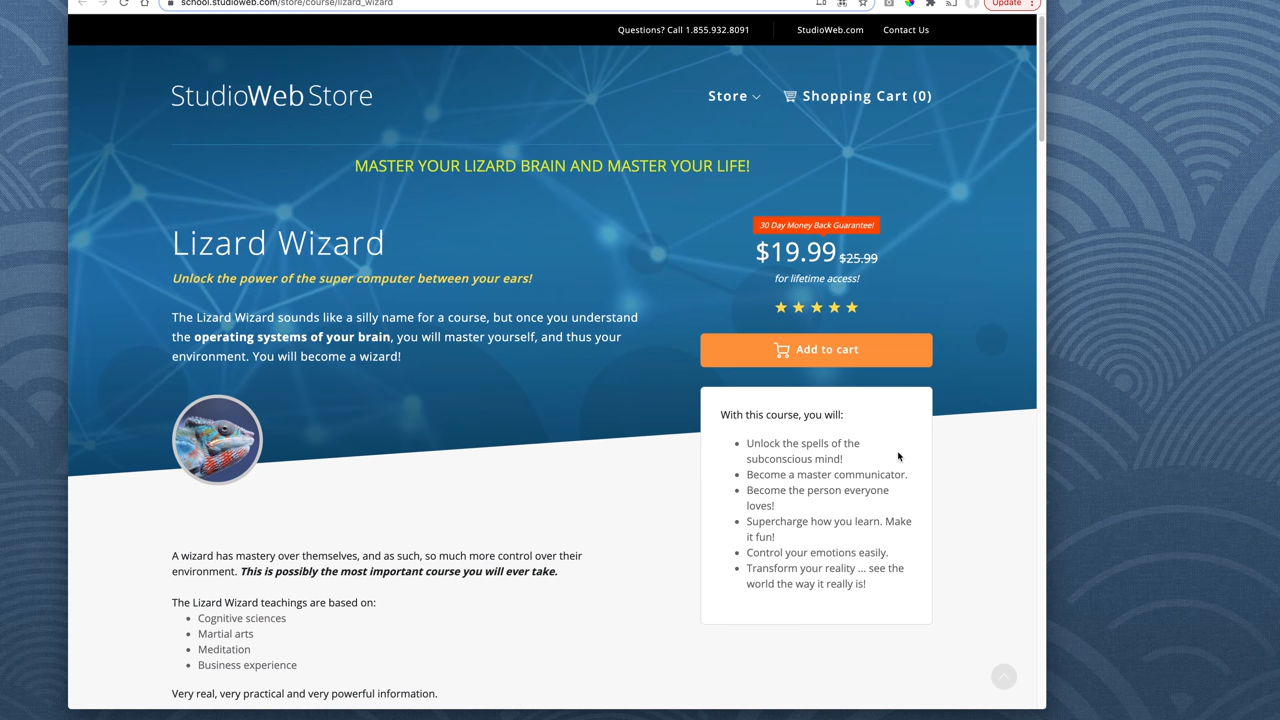 school.studioweb.com/store/course/lizard_wizard
Update
Questions? Call 1.855.932.8091
StudioWeb.com
Contact Us
StudioWeb Store
Store
Shopping Cart (0)
MASTER YOUR LIZARD BRAIN AND MASTER YOUR LIFE!
Lizard Wizard
Unlock the power of the super computer between your ears!
The Lizard Wizard sounds like a silly name for a course, but once you understand
the operating systems of your brain, you will master yourself, and thus your
environment. You will become a wizard!
30 Day Money Back Guarantee!
$19.99 $25.99
for lifetime access!
Add to cart
With this course, you will:
Unlock the spells of the
subconscious mind!
Become a master communicator.
Become the person everyone
loves!
Supercharge how you learn. Make
it fun!
Control your emotions easily.
Transform your reality ... see the
world the way it really is!
A wizard has mastery over themselves, and as such, so much more control over their
environment. This is possibly the most important course you will ever take.
The Lizard Wizard teachings are based on:
Cognitive sciences
Martial arts
Meditation
Business experience
Very real, very practical and very powerful information.